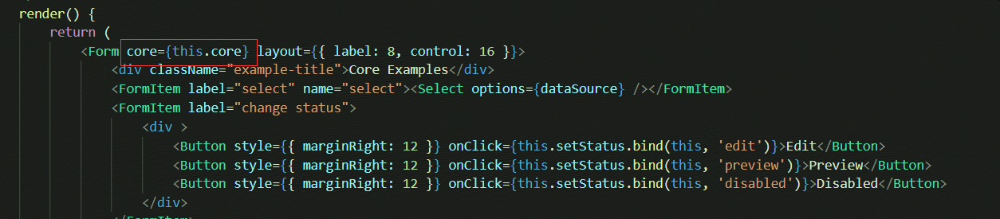 render() {
return (
<Form core={this.core} layout={{ label: 8, control: 16 }}>
<div className="example-title">Core Examples</div>
<FormItem label="select" name="select"><Select options={dataSource} /></FormItem>
<FormItem label="change status">
<div >
<Button style={{ marginRight: 12 }} onClick={this.setStatus.bind(this, 'edit')}>Edit</Button>
<Button style={{ marginRight: 12 }} onClick={this.setStatus.bind(this, 'preview')}>Preview</Button>
<Button style={{ marginRight: 12 }} onClick={this.setStatus.bind(this, 'disabled')}>Disabled</Button>
</div>
</FormItem>